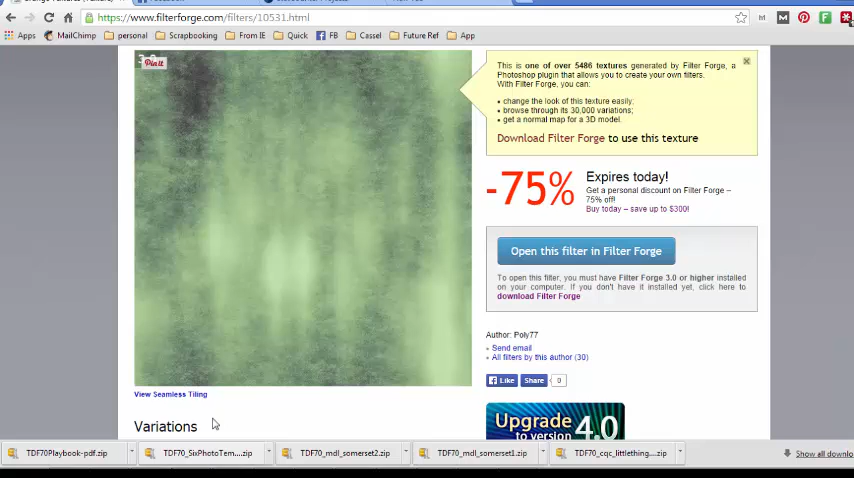 https://www.filterforge.com/filters/10531.html
Apps MailChimp personal Scrapbooking From IE Quick FB Cassel Future Ref App
Pin it
This is one of over 5486 textures generated by Filter Forge, a
Photoshop plugin that allows you to create your own filters.
With Filter Forge, you can:
• change the look of this texture easily;
• browse through its 30,000 variations;
• get a normal map for a 3D model.
Download Filter Forge to use this texture
-75%
Expires today!
Get a personal discount on Filter Forge –
75% off!
Buy today – save up to $300!
Open this filter in Filter Forge
To open this filter, you must have Filter Forge 3.0 or higher installed
on your computer. If you don't have it installed yet, click here to
download Filter Forge
Author: Poly77
Send email
All filters by this author (30)
Like Share 0
View Seamless Tiling
Upgrade
to version 4.0
Variations
TDF70Playbook-pdf.zip TDF70_SixPhotoTem....zip TDF70_mdl_somerset2.zip TDF70_mdl_somerset1.zip TDF70_cqc_littlething....zip Show all downlo